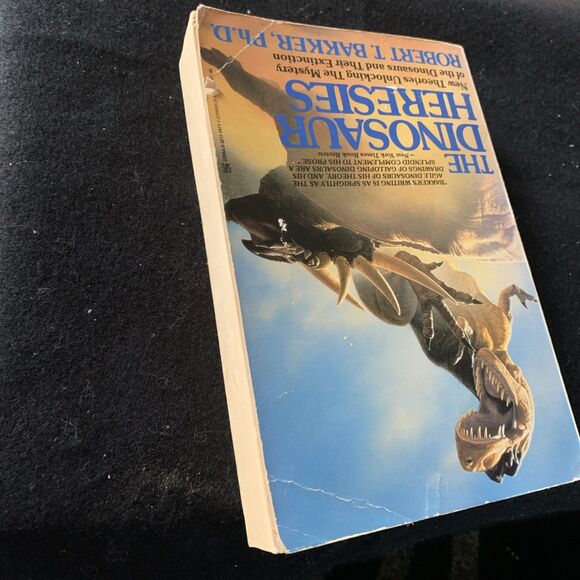 "BAKKER'S WRITING IS AS SPRIGHTLY AS THE
AGILE DINOSAURS OF HIS THEORY, AND HIS
DRAWINGS OF GALLOPING DINOSAURS ARE A
SPLENDID COMPLEMENT TO HIS PROSE."
—New York Times Book Review
THE
DINOSAUR
HERESIES
New Theories Unlocking The Mystery
of the Dinosaurs and Their Extinction
ROBERT T. BAKKER, Ph.D.